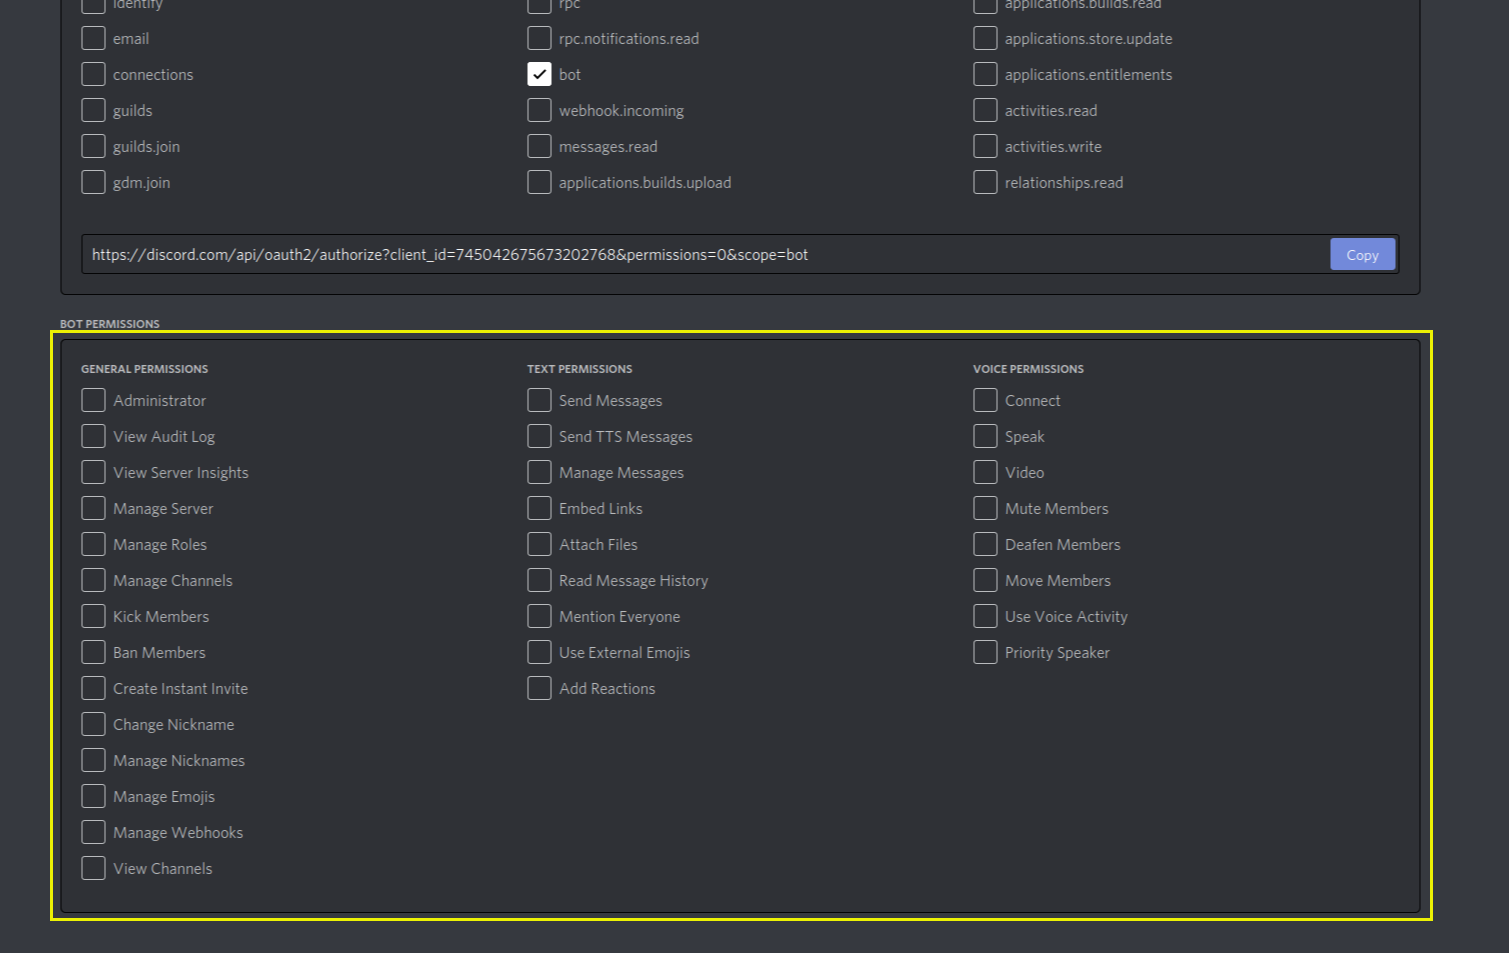 identify
rpc
applications.builds.read
email
rpc.notifications.read
applications.store.update
connections
bot
applications.entitlements
guilds
webhook.incoming
activities.read
guilds.join
messages.read
activities.write
gdm.join
applications.builds.upload
relationships.read
https://discord.com/api/oauth2/authorize?client_id=745042675673202768&permissions=0&scope=bot
Copy
BOT PERMISSIONS
GENERAL PERMISSIONS
Administrator
View Audit Log
View Server Insights
Manage Server
Manage Roles
Manage Channels
Kick Members
Ban Members
Create Instant Invite
Change Nickname
Manage Nicknames
Manage Emojis
Manage Webhooks
View Channels
TEXT PERMISSIONS
Send Messages
Send TTS Messages
Manage Messages
Embed Links
Attach Files
Read Message History
Mention Everyone
Use External Emojis
Add Reactions
VOICE PERMISSIONS
Connect
Speak
Video
Mute Members
Deafen Members
Move Members
Use Voice Activity
Priority Speaker